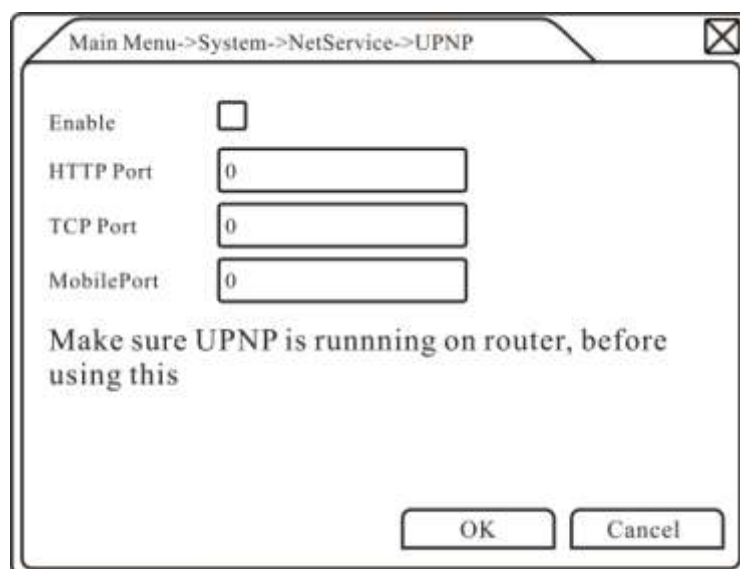 Main Menu->System->NetService->UPNP
Enable
HTTP Port 0
TCP Port 0
MobilePort 0
Make sure UPNP is runnning on router, before
using this
OK Cancel